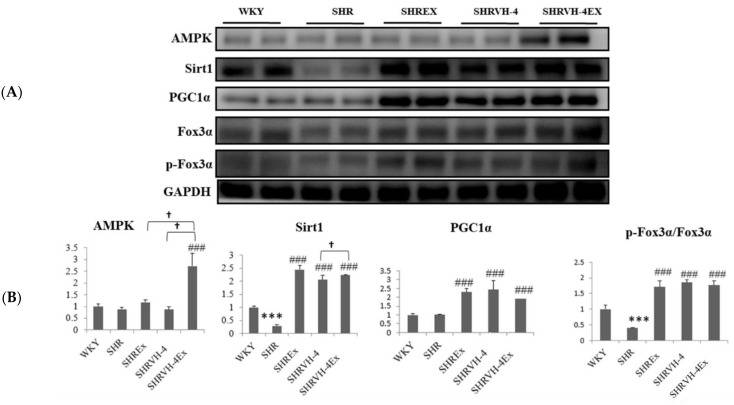 WKY SHR SHREX SHRVH-4 SHRVH-4EX
(A)
AMPK
Sirt1
PGC1α
Fox3α
p-Fox3α
GAPDH
(B)
AMPK
†
†
###
3.5
3
2.5
2
1.5
1
0.5
0
WKY
SHR
SHREx
SHRVH-4
SHRVH-4Ex
Sirt1
†
###
###
###
***
3
2.5
2
1.5
1
0.5
0
WKY
SHR
SHREx
SHRVH-4
SHRVH-4Ex
PGC1α
###
###
###
3.5
3
2.5
2
1.5
1
0.5
0
WKY
SHR
SHREx
SHRVH-4
SHRVH-4Ex
p-Fox3α/Fox3α
###
###
###
***
2.5
2
1.5
1
0.5
0
WKY
SHR
SHREx
SHRVH-4
SHRVH-4Ex